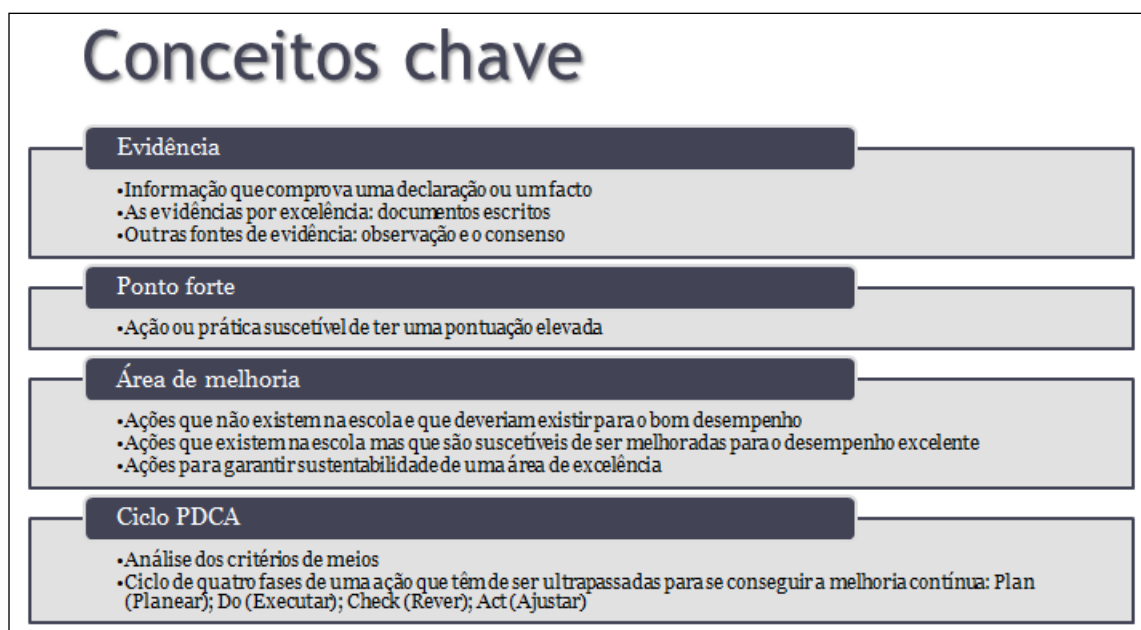 Conceitos chave
Evidência
•Informação que comprova uma declaração ou um facto
•As evidências por excelência: documentos escritos
•Outras fontes de evidência: observação e o consenso
Ponto forte
•Ação ou prática suscetível de ter uma pontuação elevada
Área de melhoria
•Ações que não existem na escola e que deveriam existir para o bom desempenho
•Ações que existem na escola mas que são suscetíveis de ser melhoradas para o desempenho excelente
•Ações para garantir sustentabilidade de uma área de excelência
Ciclo PDCA
•Análise dos critérios de meios
•Ciclo de quatro fases de uma ação que têm de ser ultrapassadas para se conseguir a melhoria contínua: Plan
(Planear); Do (Executar); Check (Rever); Act (Ajustar)